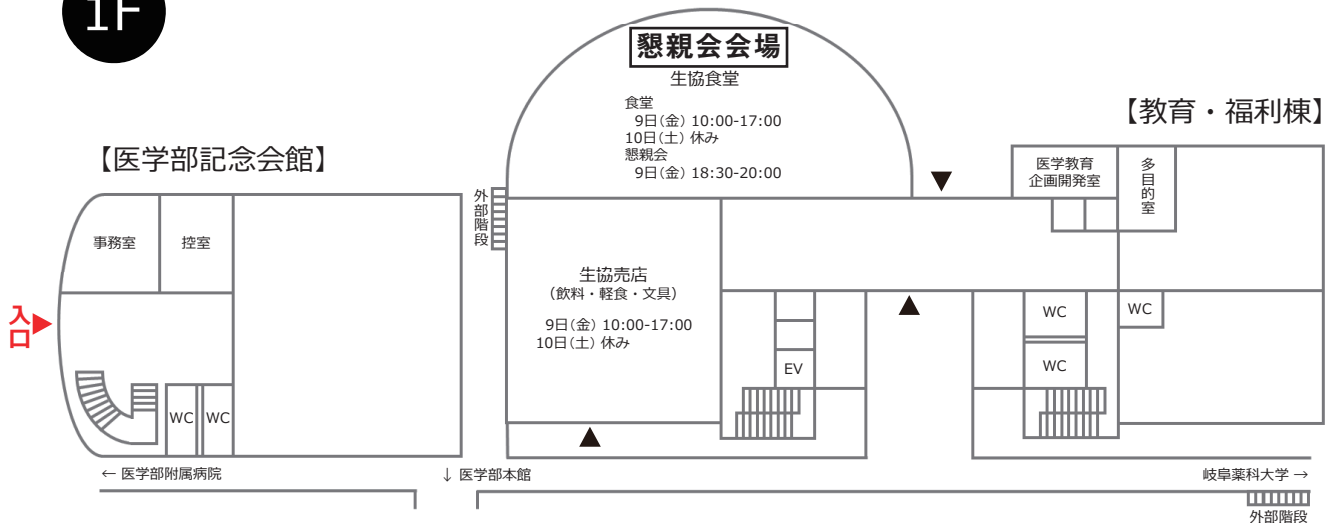 1F
懇親会会場
生協食堂
食堂
9日(金) 10:00-17:00
10日(土) 休み
懇親会
9日(金) 18:30-20:00
【教育・福利棟】
【医学部記念会館】
医学教育
企画開発室
多目的室
外部階段
事務室
控室
生協売店
(飲料・軽食・文具)
9日(金) 10:00-17:00
10日(土) 休み
入口
WC
WC
EV
WC
WC
WC
← 医学部附属病院
↓ 医学部本館
岐阜薬科大学 →
外部階段